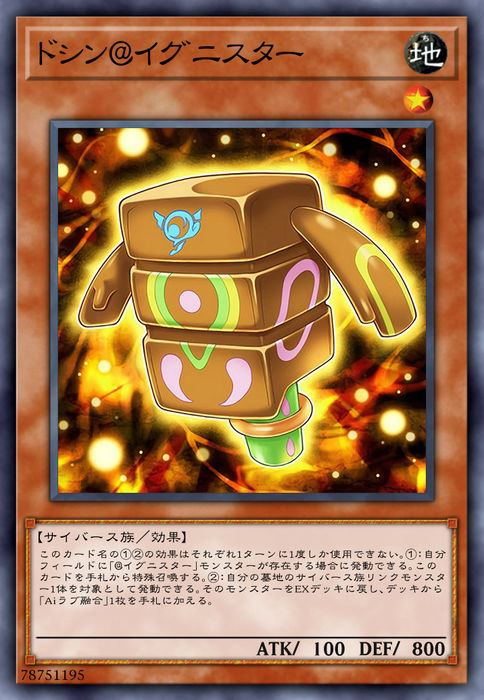 ドシン@イグニスター
ち
地
【サイバース族／効果】
このカード名の①②の効果はそれぞれ1ターンに1度しか使用できない。①：自分
フィールドに「@イグニスター」モンスターが存在する場合に発動できる。この
カードを手札から特殊召喚する。②：自分の墓地のサイバース族リンクモンスタ
ー1体を対象として発動できる。そのモンスターをEXデッキに戻し、デッキから
「Aiラブ融合」1枚を手札に加える。
ATK/ 100 DEF/ 800
78751195